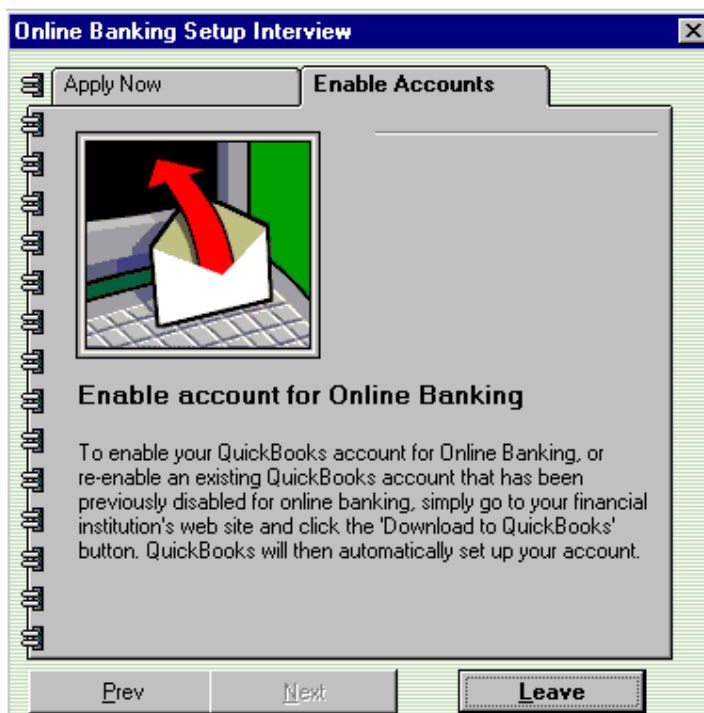 Online Banking Setup Interview
Apply Now
Enable Accounts
Enable account for Online Banking
To enable your QuickBooks account for Online Banking, or
re-enable an existing QuickBooks account that has been
previously disabled for online banking, simply go to your financial
institution's web site and click the 'Download to QuickBooks'
button. QuickBooks will then automatically set up your account.
Prev
Next
Leave